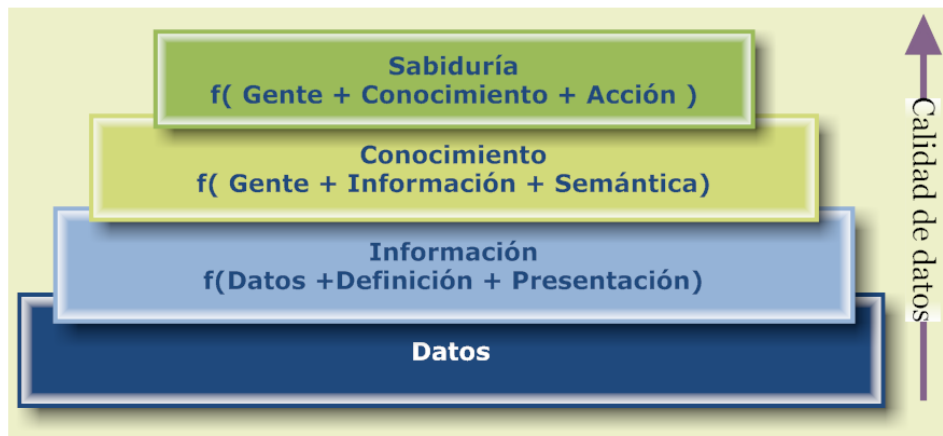 Sabiduría
f( Gente + Conocimiento + Acción )
Conocimiento
f( Gente + Información + Semántica)
Información
f(Datos +Definición + Presentación)
Datos
Calidad de datos